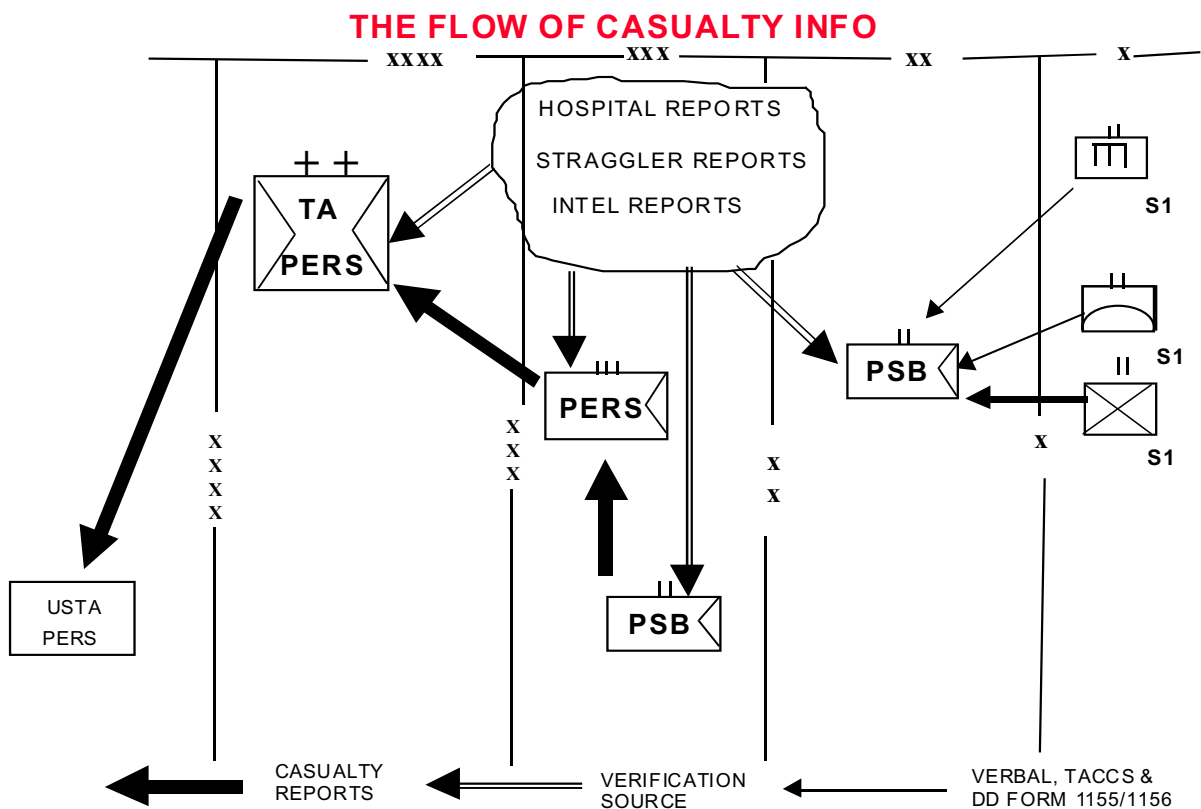 THE FLOW OF CASUALTY INFO
xxxx
xxx
xx
x
HOSPITAL REPORTS
STRAGGLER REPORTS
INTEL REPORTS
S1
TA
PERS
S1
PSB
PERS
S1
x
x
x
x
x
x
x
x
x
x
USTA
PERS
PSB
CASUALTY
REPORTS
VERIFICATION
SOURCE
VERBAL, TACCS &
DD FORM 1155/1156